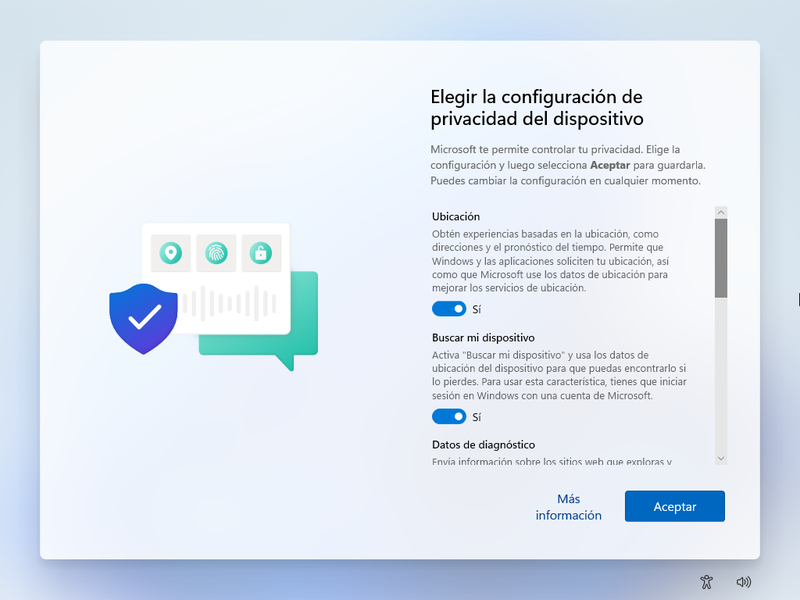 Elegir la configuración de
privacidad del dispositivo
Microsoft te permite controlar tu privacidad. Elige la
configuración y luego selecciona Aceptar para guardarla.
Puedes cambiar la configuración en cualquier momento.
Ubicación
Obtén experiencias basadas en la ubicación, como
direcciones y el pronóstico del tiempo. Permite que
Windows y las aplicaciones soliciten tu ubicación, así
como que Microsoft use los datos de ubicación para
mejorar los servicios de ubicación.
Sí
Buscar mi dispositivo
Activa "Buscar mi dispositivo" y usa los datos de
ubicación del dispositivo para que puedas encontrarlo si
lo pierdes. Para usar esta característica, tienes que iniciar
sesión en Windows con una cuenta de Microsoft.
Sí
Datos de diagnóstico
Envía información sobre los sitios web que exploras y
Más
información
Aceptar